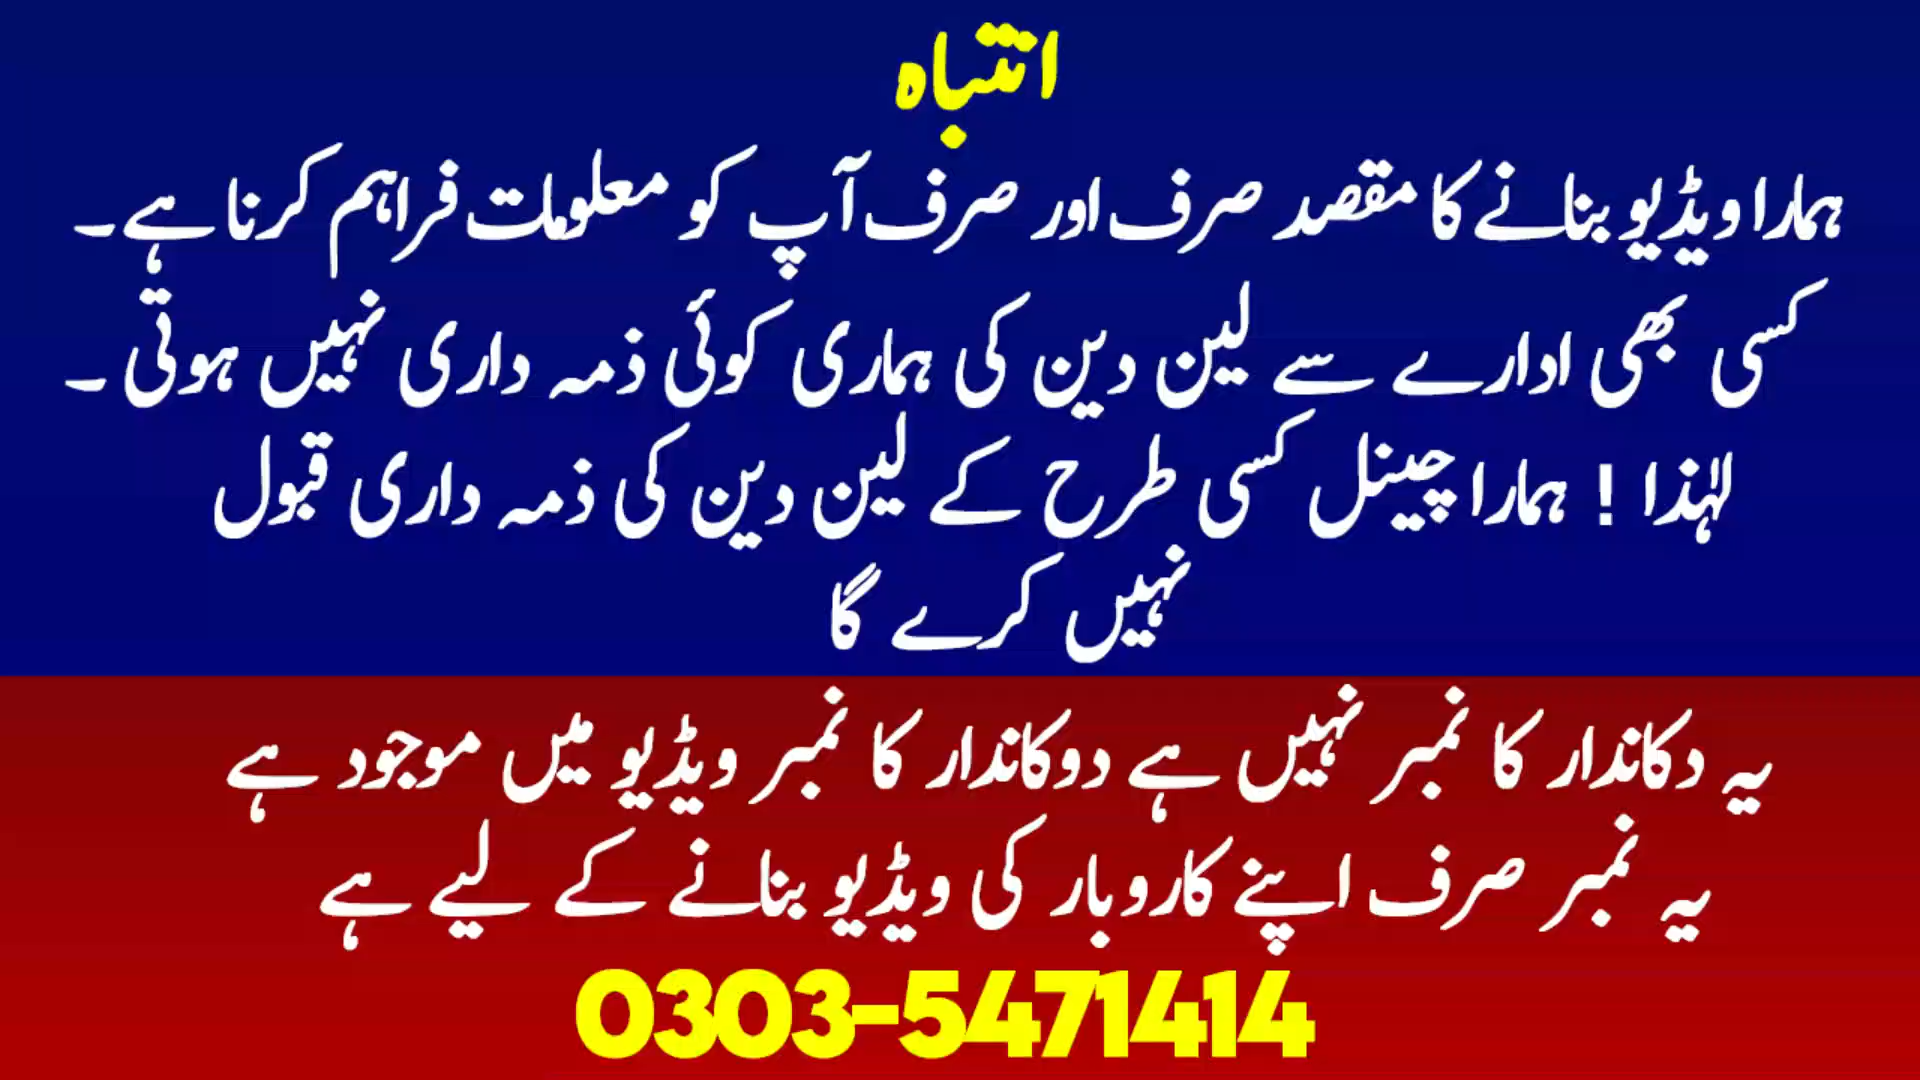 انتباہ
ہمارا ویڈیو بنانے کا مقصد صرف اور صرف آپ کو معلومات فراہم کرنا ہے۔
کسی بھی ادارے سے لین دین کی ہماری کوئی ذمہ داری نہیں ہوتی ۔
لہٰذا ! ہمارا چینل کسی طرح کے لین دین کی ذمہ داری قبول
نہیں کرے گا
یہ دکاندار کا نمبر نہیں ہے دوکاندار کا نمبر ویڈیو میں موجود ہے
یہ نمبر صرف اپنے کاروبار کی ویڈیو بنانے کے لیے ہے
0303-5471414